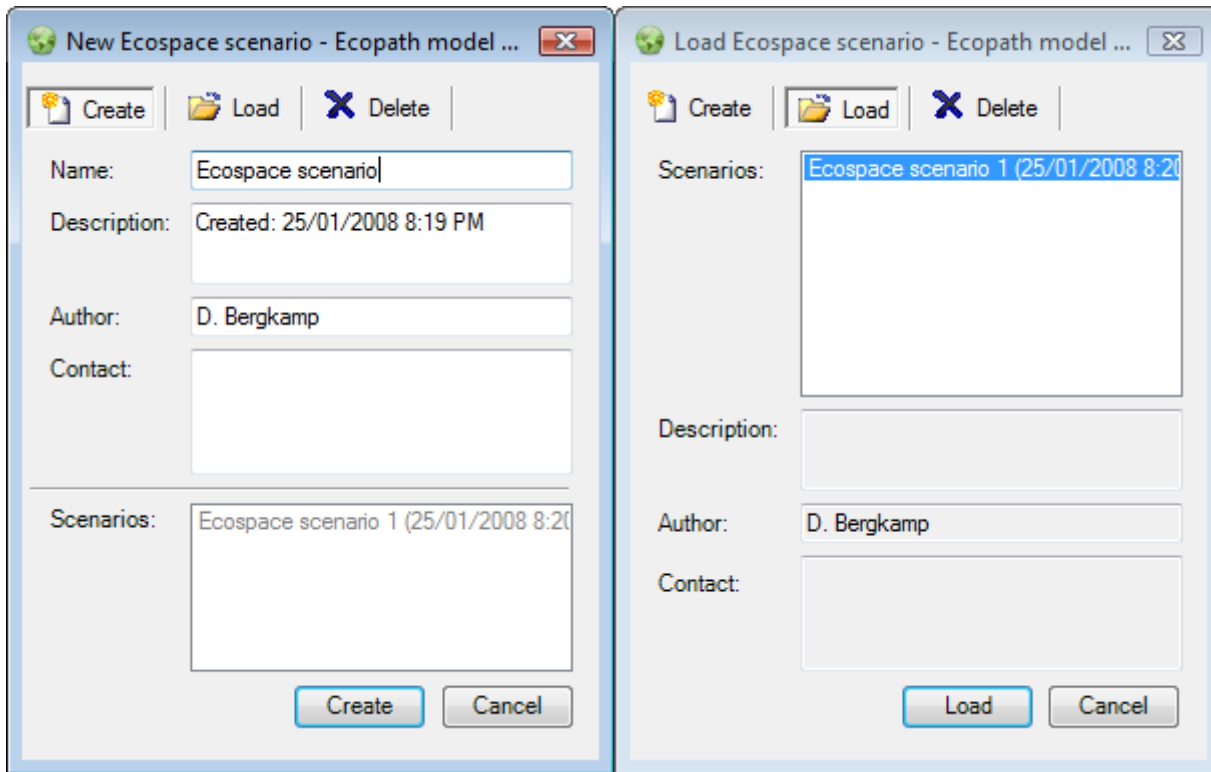 New Ecospace scenario - Ecopath model ...
Create Load Delete
Name: Ecospace scenario
Description: Created: 25/01/2008 8:19 PM
Author: D. Bergkamp
Contact:
Scenarios: Ecospace scenario 1 (25/01/2008 8:20
Create Cancel
Load Ecospace scenario - Ecopath model ...
Create Load Delete
Scenarios: Ecospace scenario 1 (25/01/2008 8:20
Description:
Author: D. Bergkamp
Contact:
Load Cancel